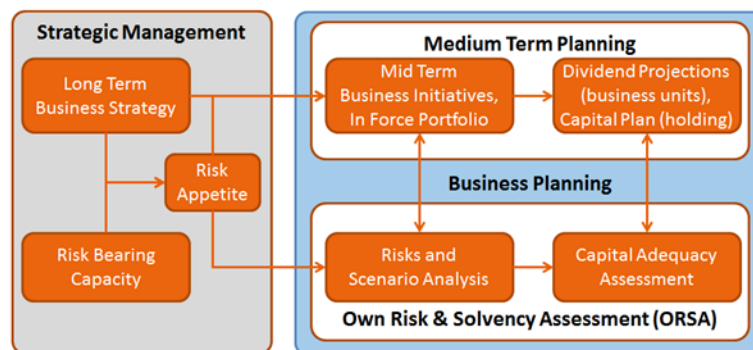 Strategic Management
Long Term
Business Strategy
Risk
Appetite
Risk Bearing
Capacity
Medium Term Planning
Mid Term
Business Initiatives,
In Force Portfolio
Dividend Projections
(business units),
Capital Plan (holding)
Business Planning
Risks and
Scenario Analysis
Capital Adequacy
Assessment
Own Risk & Solvency Assessment (ORSA)